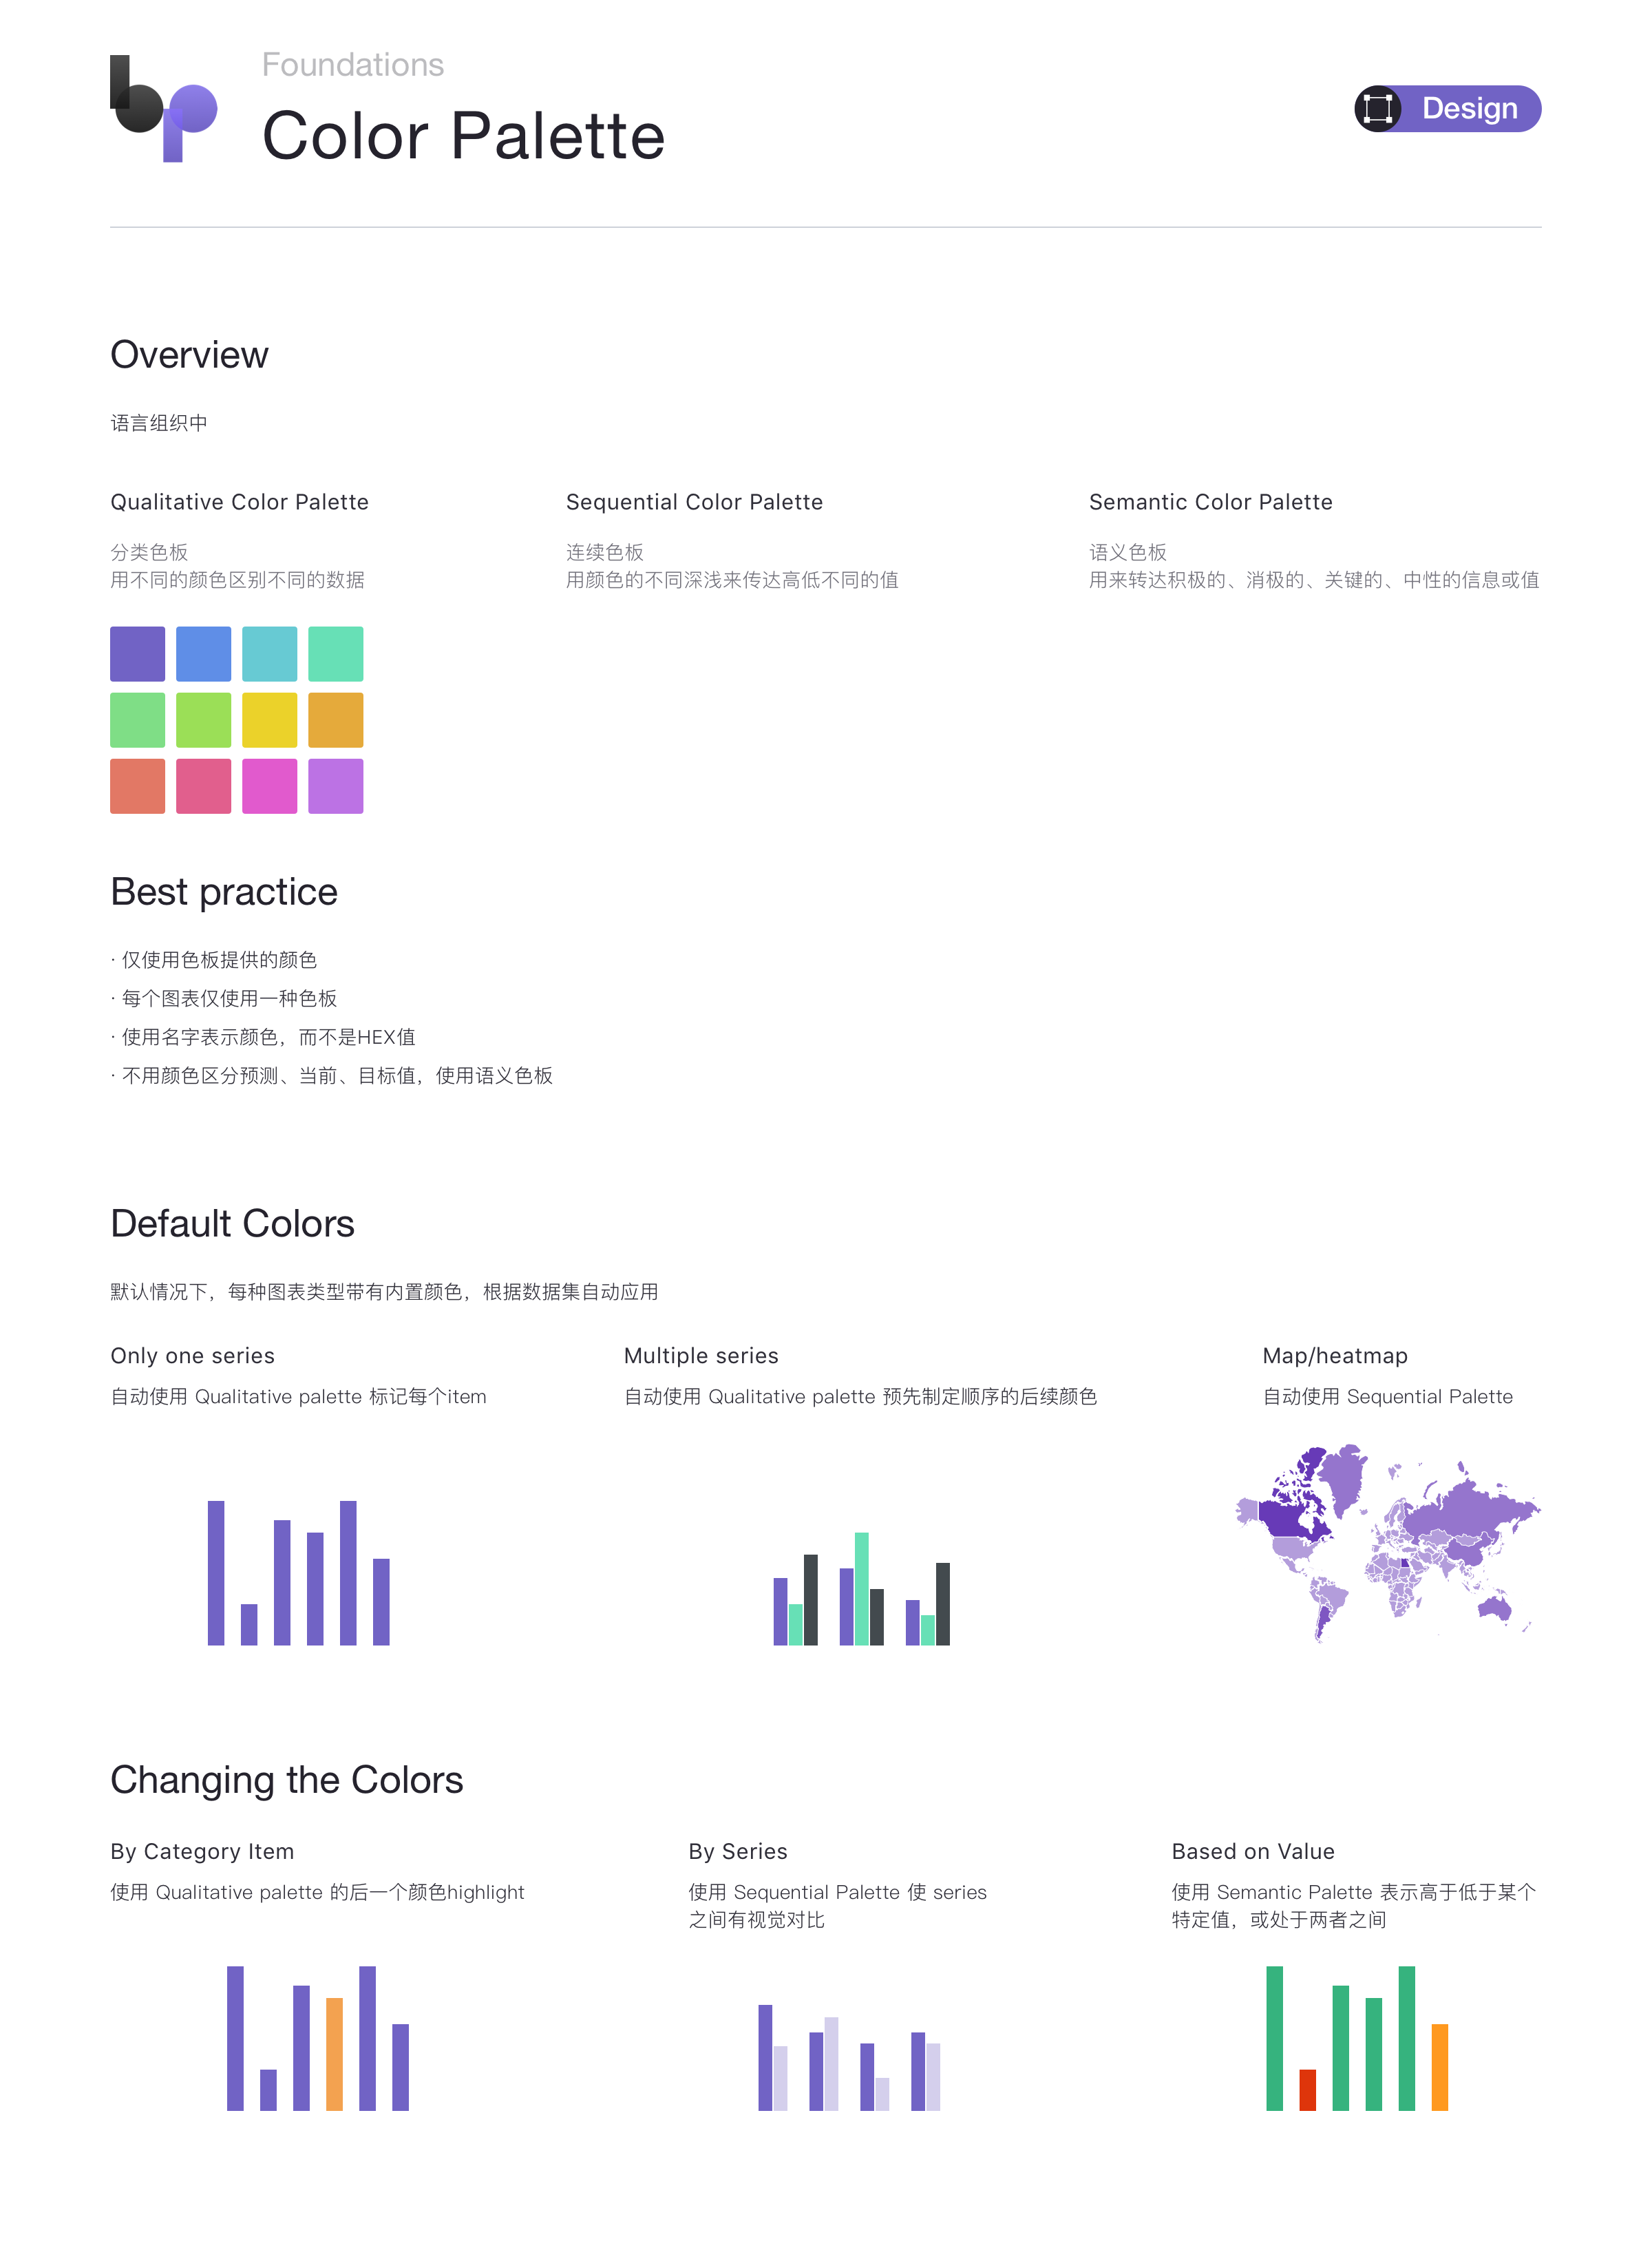 Foundations
Color Palette
Design
Overview
语言组织中
Qualitative Color Palette
分类色板
用不同的颜色区别不同的数据
Sequential Color Palette
连续色板
用颜色的不同深浅来传达高低不同的值
Semantic Color Palette
语义色板
用来转达积极的、消极的、关键的、中性的信息或值
Best practice
· 仅使用色板提供的颜色
· 每个图表仅使用一种色板
· 使用名字表示颜色，而不是HEX值
· 不用颜色区分预测、当前、目标值，使用语义色板
Default Colors
默认情况下，每种图表类型带有内置颜色，根据数据集自动应用
Only one series
自动使用 Qualitative palette 标记每个item
Multiple series
自动使用 Qualitative palette 预先制定顺序的后续颜色
Map/heatmap
自动使用 Sequential Palette
Changing the Colors
By Category Item
使用 Qualitative palette 的后一个颜色highlight
By Series
使用 Sequential Palette 使 series
之间有视觉对比
Based on Value
使用 Semantic Palette 表示高于低于某个
特定值，或处于两者之间